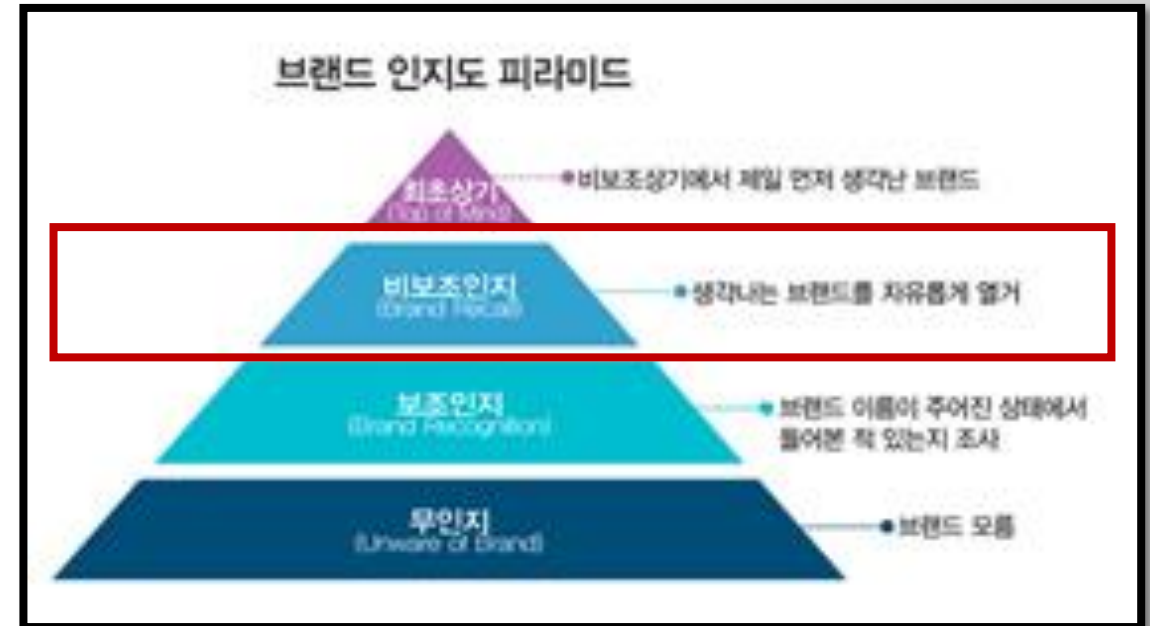 브랜드 인지도 피라미드
최초상기
(Top of Mind)
비보조상기에서 제일 먼저 생각난 브랜드
비보조인지
(Brand Recall)
생각나는 브랜드를 자유롭게 열거
보조인지
(Brand Recognition)
브랜드 이름이 주어진 상태에서
들어본 적 있는지 조사
무인지
(Unware of Brand)
브랜드 모름